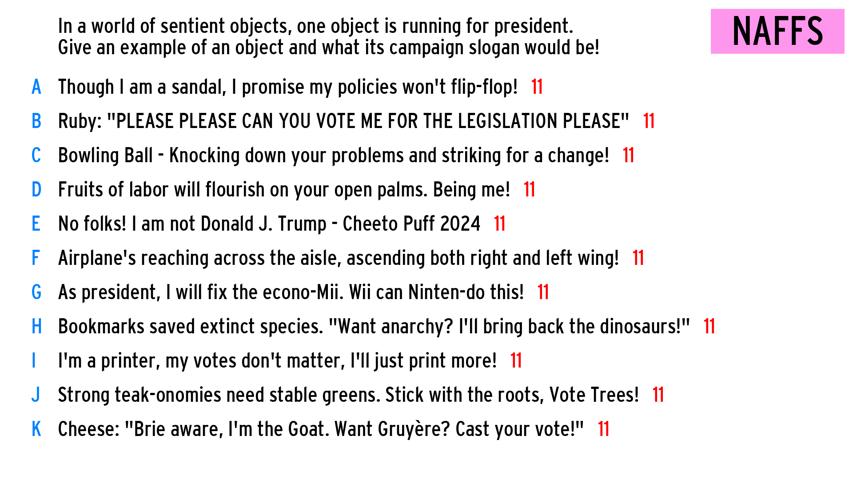 In a world of sentient objects, one object is running for president.
Give an example of an object and what its campaign slogan would be!
NAFFS
A Though I am a sandal, I promise my policies won't flip-flop! 11
B Ruby: "PLEASE PLEASE CAN YOU VOTE ME FOR THE LEGISLATION PLEASE" 11
C Bowling Ball - Knocking down your problems and striking for a change! 11
D Fruits of labor will flourish on your open palms. Being me! 11
E No folks! I am not Donald J. Trump - Cheeto Puff 2024 11
F Airplane's reaching across the aisle, ascending both right and left wing! 11
G As president, I will fix the econo-Mii. Wii can Ninten-do this! 11
H Bookmarks saved extinct species. "Want anarchy? I'll bring back the dinosaurs!" 11
I I'm a printer, my votes don't matter, I'll just print more! 11
J Strong teak-onomies need stable greens. Stick with the roots, Vote Trees! 11
K Cheese: "Brie aware, I'm the Goat. Want Gruyère? Cast your vote!" 11